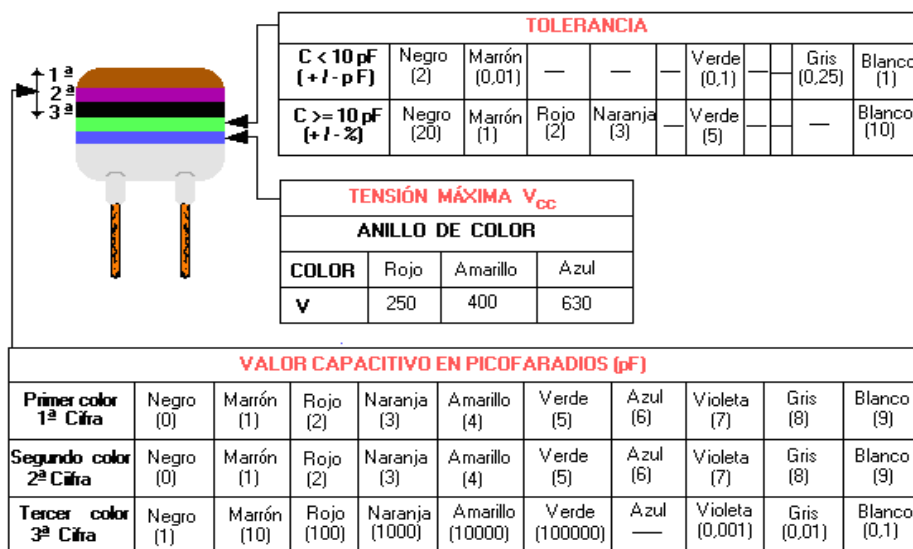 TOLERANCIA
C < 10 pF Negro Marrón — — Verde — — Gris Blanco
(+/- pF) (2) (0,01) (0,1) (0,25) (1)
C >= 10 pF Negro Marrón Rojo Naranja — Verde — — — Blanco
(+/- %) (20) (1) (2) (3) (5) (10)
1ª
2ª
3ª
TENSIÓN MÁXIMA VCC
ANILLO DE COLOR
COLOR Rojo Amarillo Azul
V 250 400 630
VALOR CAPACITIVO EN PICOFARADIOS (pF)
Primer color Negro Marrón Rojo Naranja Amarillo Verde Azul Violeta Gris Blanco
1ª Cifra (0) (1) (2) (3) (4) (5) (6) (7) (8) (9)
Segundo color Negro Marrón Rojo Naranja Amarillo Verde Azul Violeta Gris Blanco
2ª Cifra (0) (1) (2) (3) (4) (5) (6) (7) (8) (9)
Tercer color Negro Marrón Rojo Naranja Amarillo Verde Azul Violeta Gris Blanco
3ª Cifra (1) (10) (100) (1000) (10000) (100000) — (0,001) (0,01) (0,1)